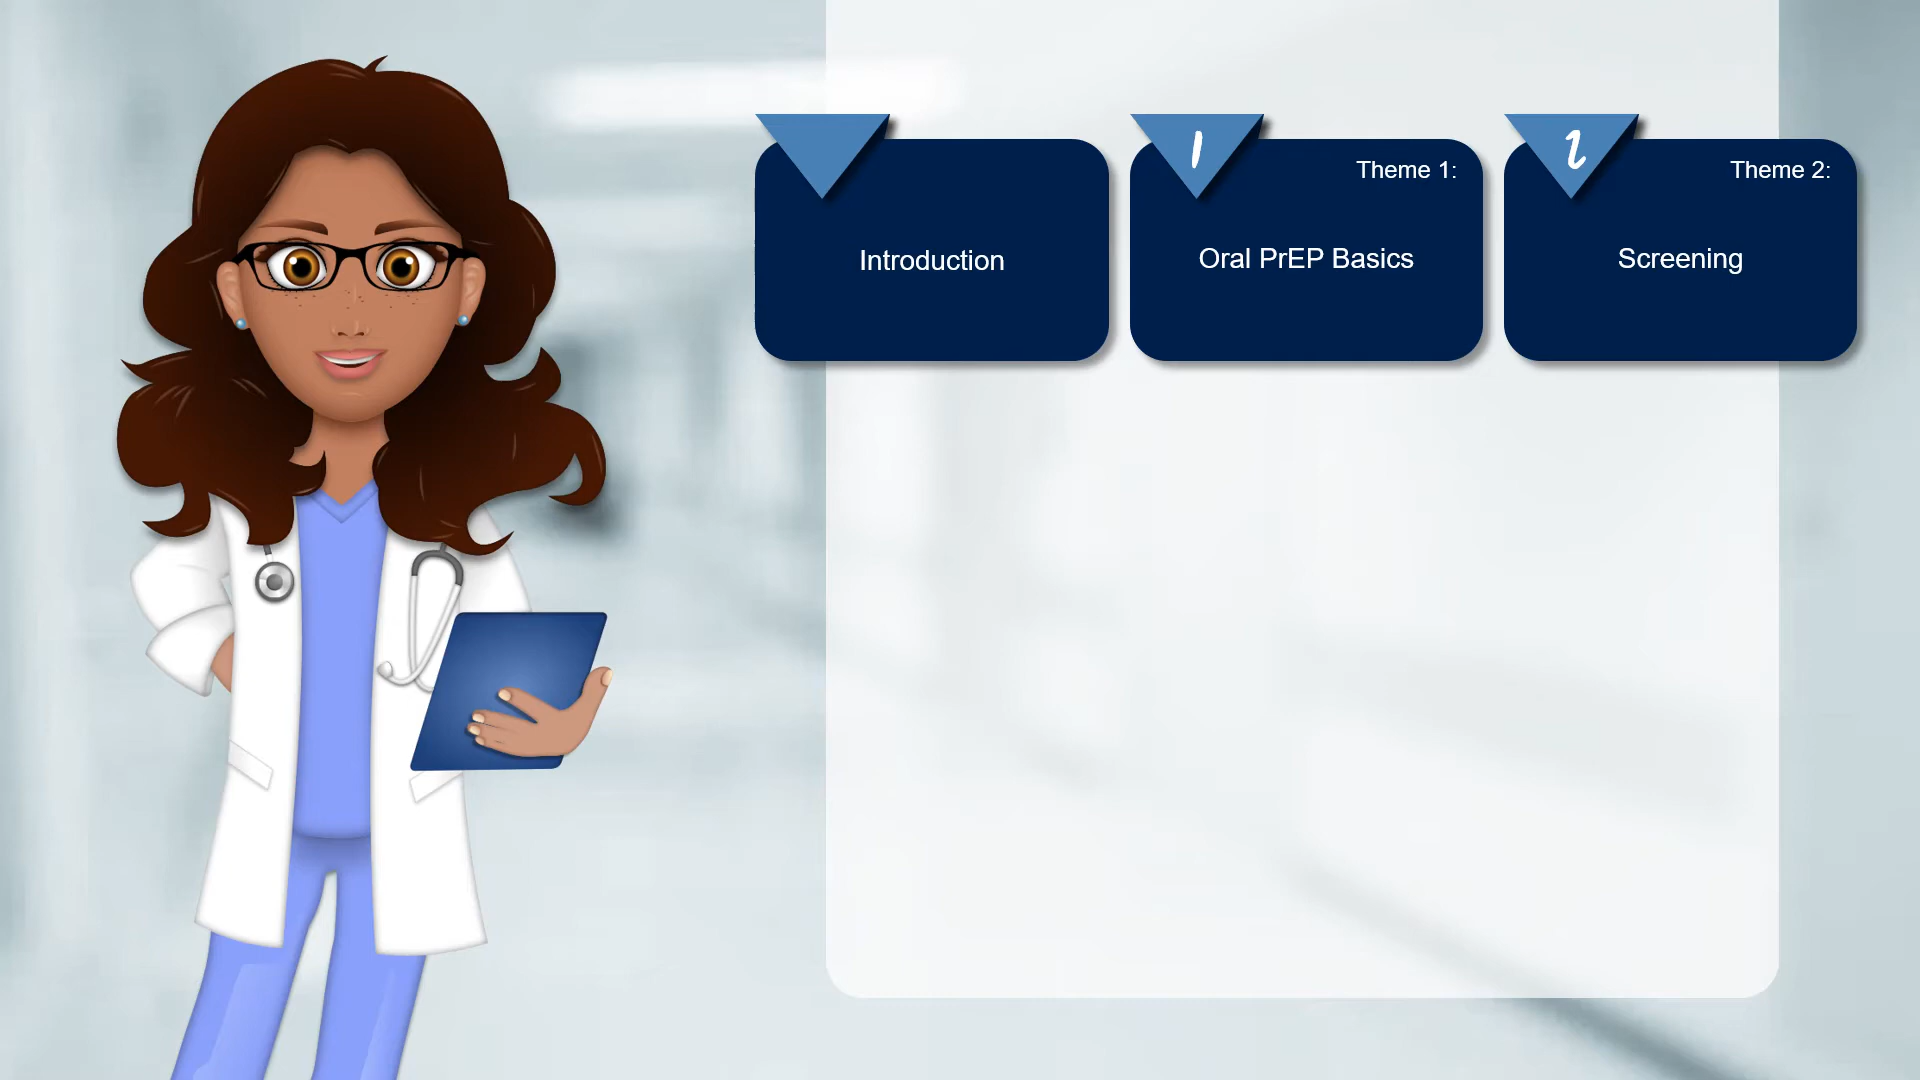 Introduction
1
Theme 1:
Oral PrEP Basics
2
Theme 2:
Screening